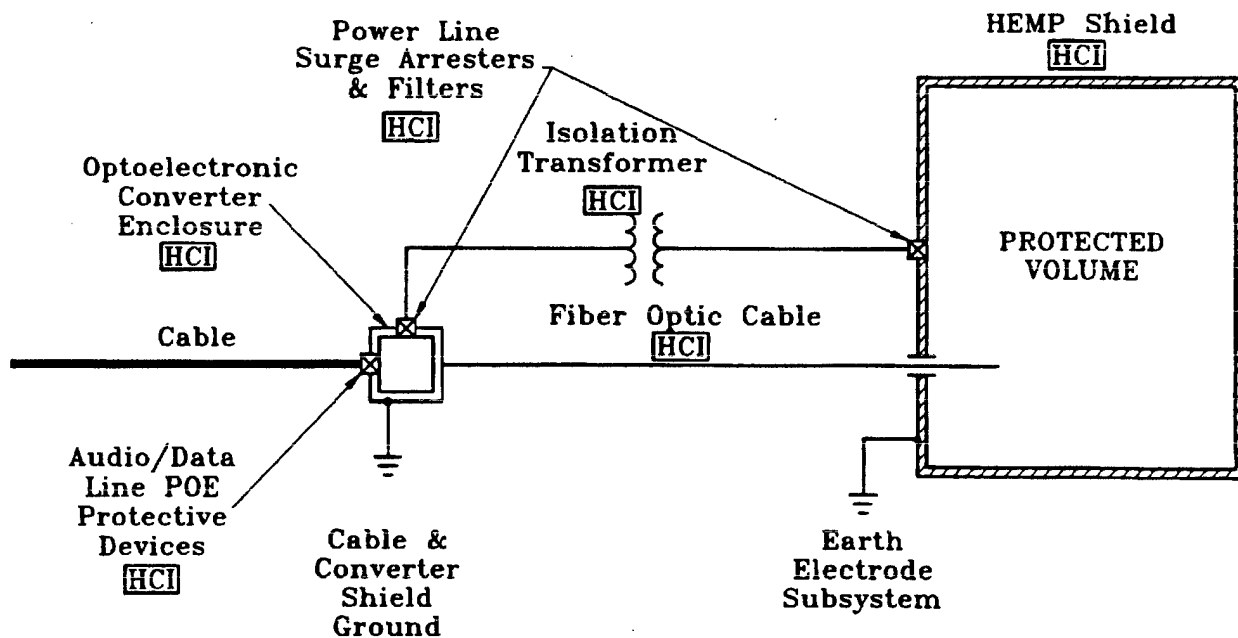 Power Line
Surge Arresters
& Filters
HCI
HEMP Shield
HCI
Isolation
Transformer
HCI
Optoelectronic
Converter
Enclosure
HCI
PROTECTED
VOLUME
Fiber Optic Cable
HCI
Cable
Audio/Data
Line POE
Protective
Devices
HCI
Cable &
Converter
Shield
Ground
Earth
Electrode
Subsystem